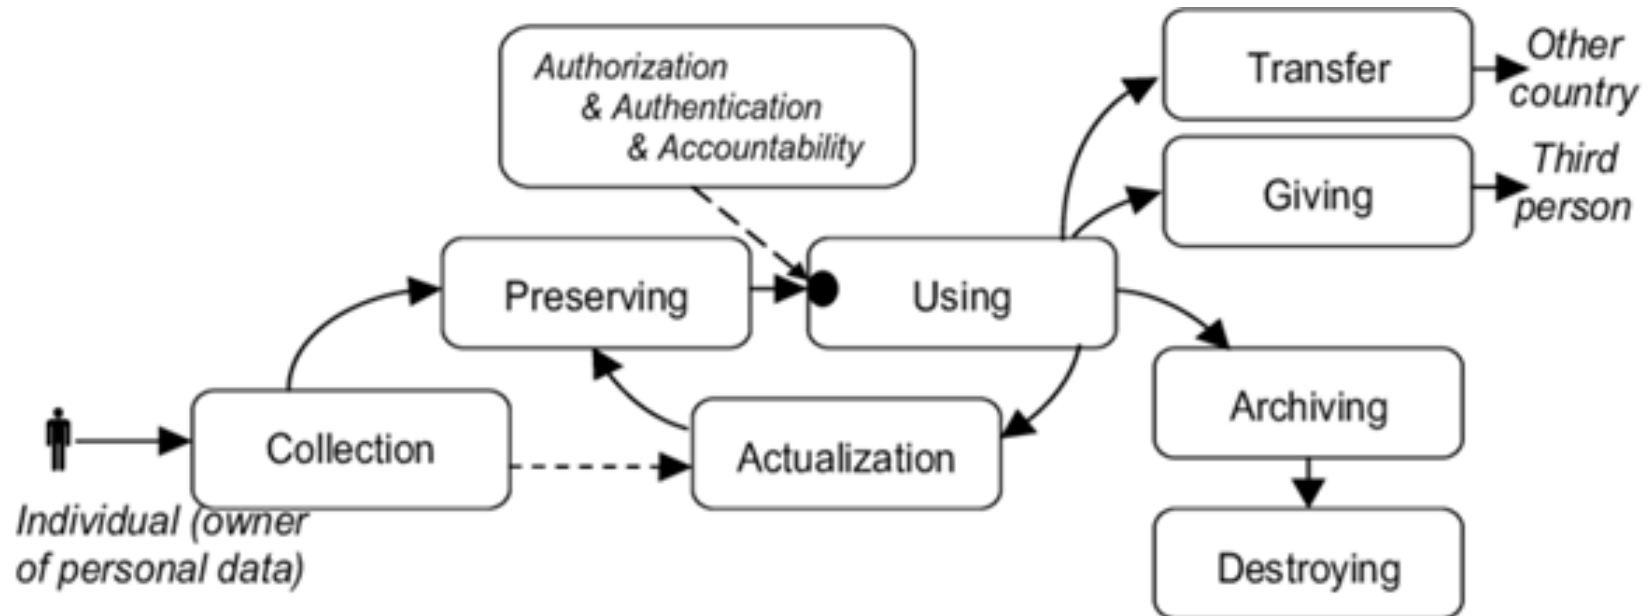 Authorization
& Authentication
& Accountability
Transfer
Other
country
Giving
Third
person
Preserving
Using
Collection
Actualization
Archiving
Individual (owner
of personal data)
Destroying